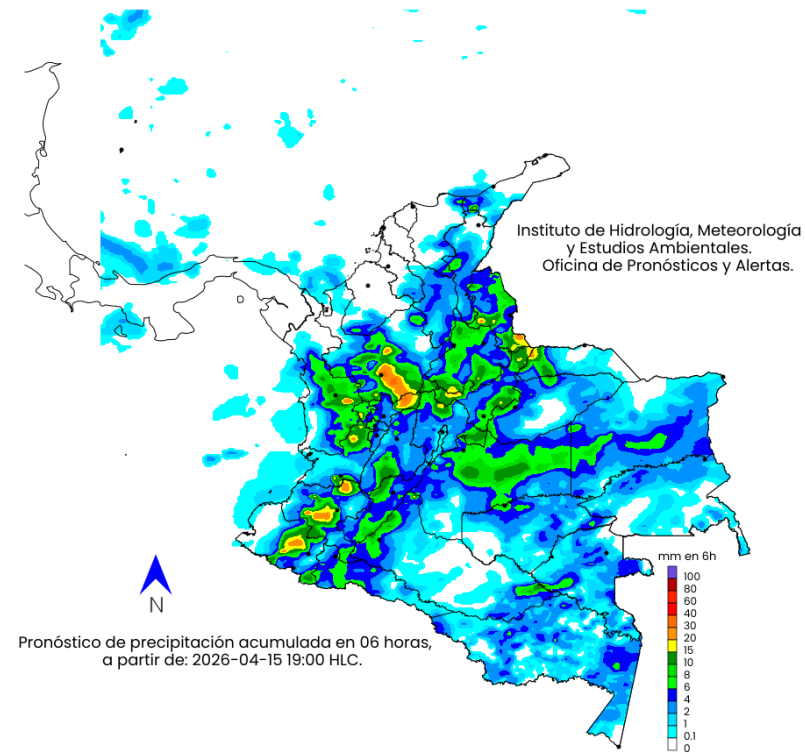 Instituto de Hidrología, Meteorología
y Estudios Ambientales.
Oficina de Pronósticos y Alertas.
mm en 6h
100
80
60
40
30
20
15
10
8
6
4
2
1
0.1
0
N
Pronóstico de precipitación acumulada en 06 horas,
a partir de: 2026-04-15 19:00 HLC.